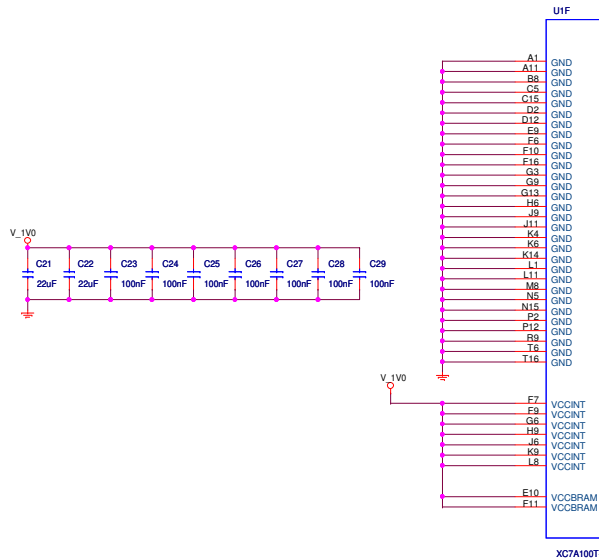 U1F
A1 GND
A11 GND
B8 GND
C5 GND
C15 GND
D2 GND
D12 GND
E9 GND
F6 GND
F10 GND
F16 GND
G3 GND
G9 GND
G13 GND
H6 GND
J9 GND
J11 GND
K4 GND
K6 GND
K14 GND
L1 GND
L11 GND
M8 GND
N5 GND
N15 GND
P2 GND
P12 GND
R9 GND
T6 GND
T16 GND
V_1V0
C21 C22 C23 C24 C25 C26 C27 C28 C29
22uF 22uF 100nF 100nF 100nF 100nF 100nF 100nF 100nF
V_1V0
F7 VCCINT
F9 VCCINT
G6 VCCINT
H9 VCCINT
J6 VCCINT
K9 VCCINT
L8 VCCINT
E10 VCCBRAM
F11 VCCBRAM
XC7A100T